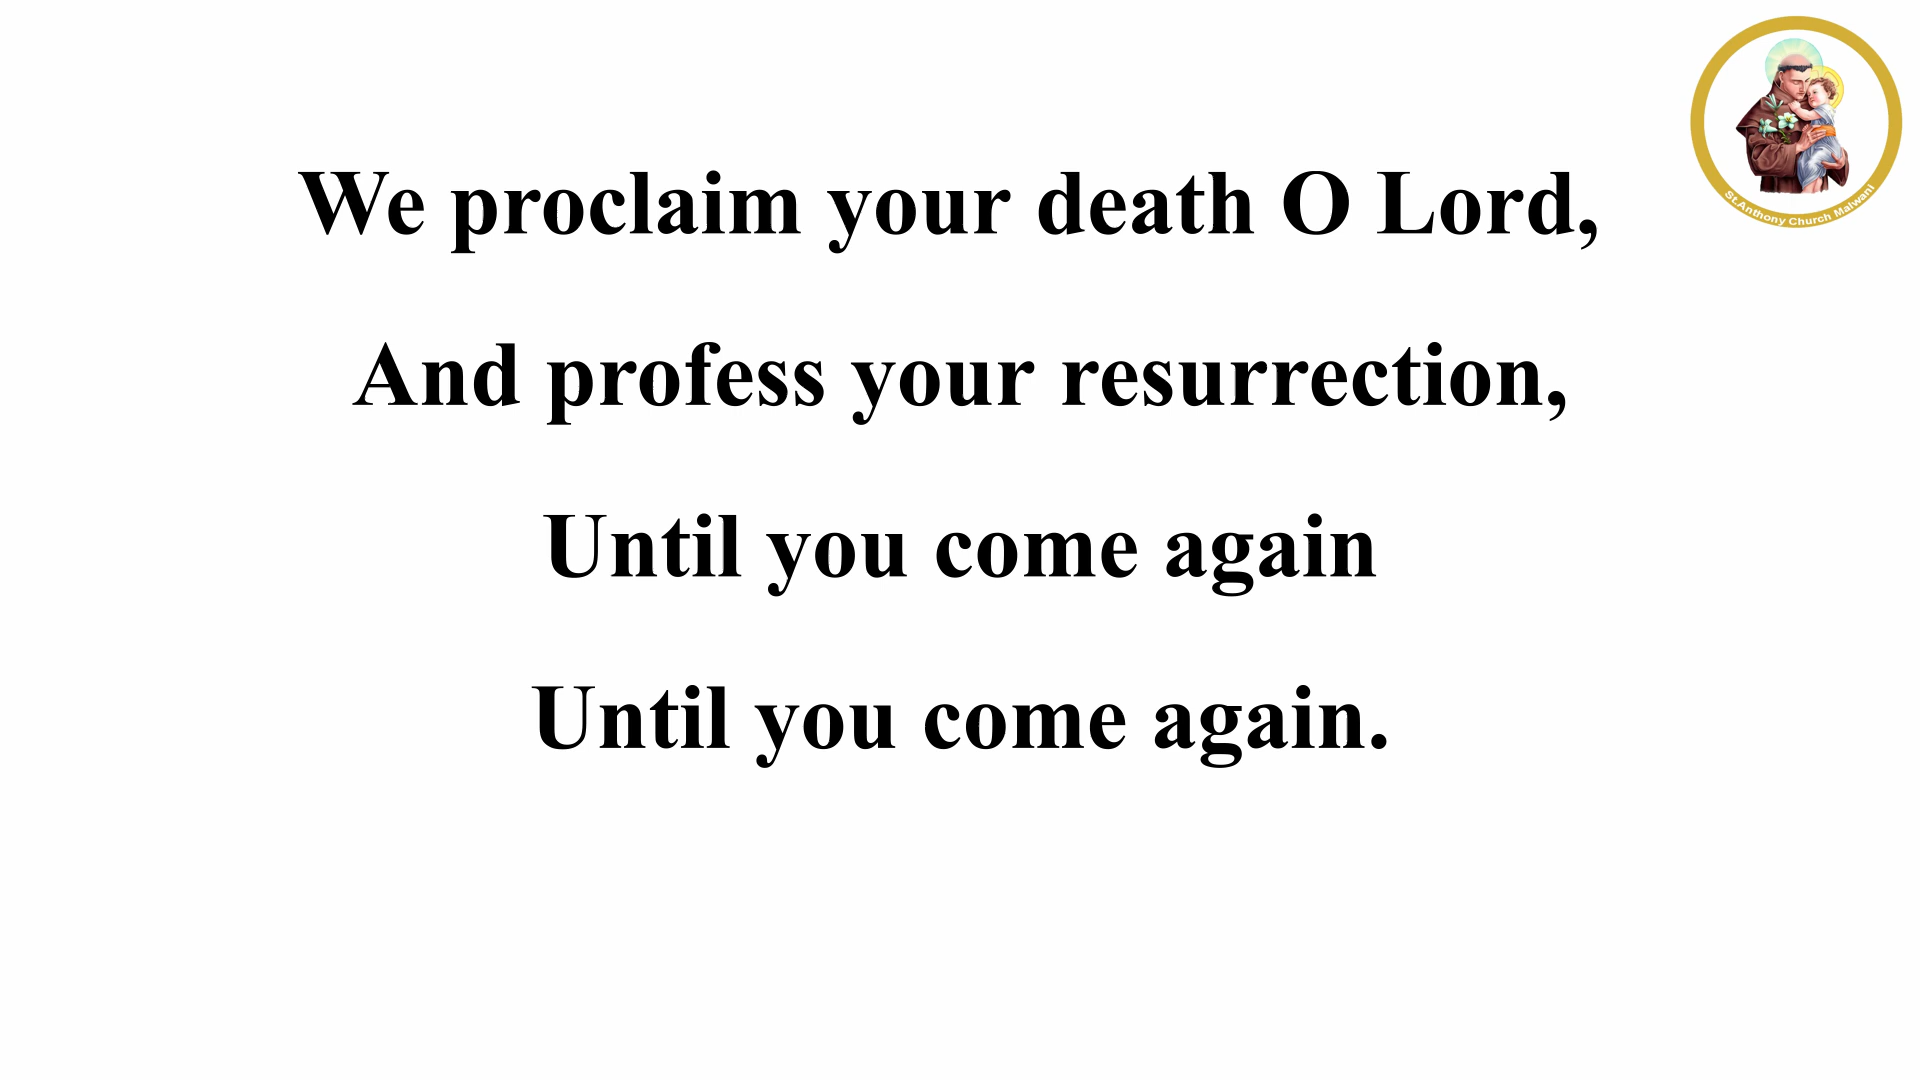 We proclaim your death O Lord,
And profess your resurrection,
Until you come again
Until you come again.
St.Anthony Church Malwani